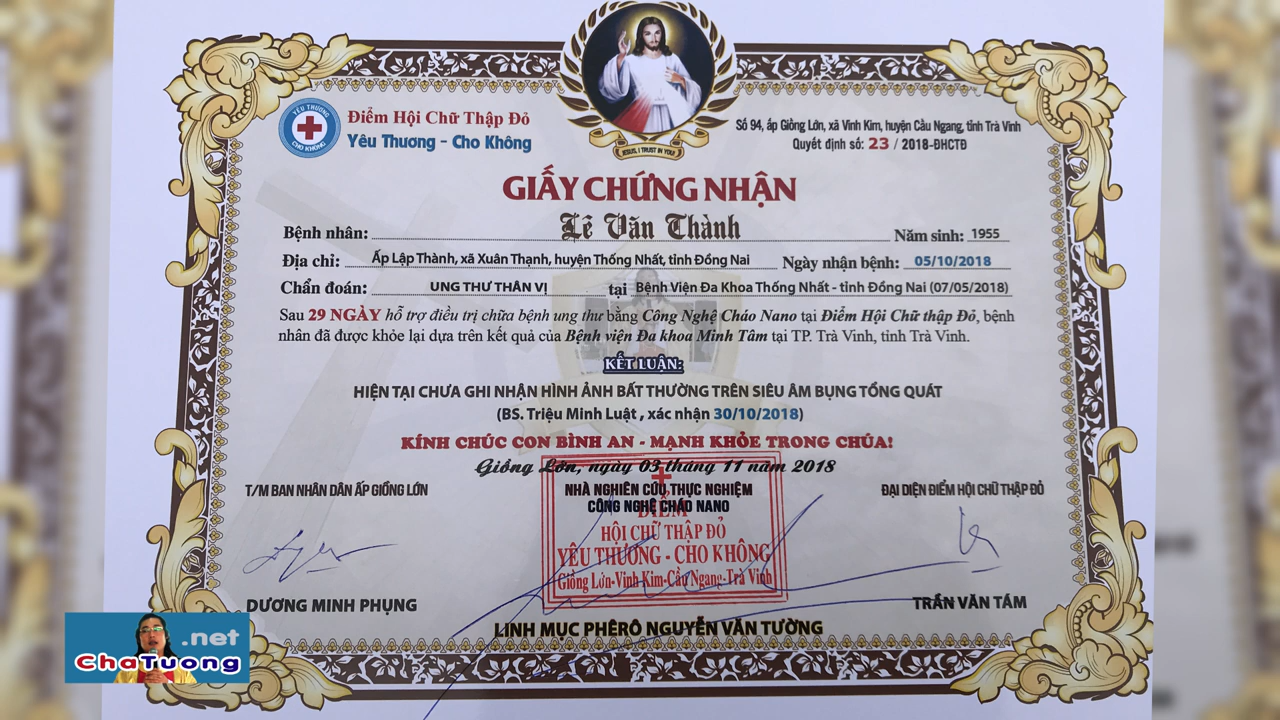 JESUS, I TRUST IN YOU!
YÊU THƯƠNG
CHO KHÔNG
Điểm Hội Chữ Thập Đỏ
Yêu Thương - Cho Không
Số 94, áp Giồng Lớn, xã Vinh Kim, huyện Cầu Ngang, tỉnh Trà Vinh
Quyết định số: 23 / 2018-ĐHCTĐ
GIẤY CHỨNG NHẬN
Bệnh nhân: Lê Văn Thành Năm sinh: 1955
Địa chỉ: Ấp Lập Thành, xã Xuân Thạnh, huyện Thống Nhất, tỉnh Đồng Nai Ngày nhận bệnh: 05/10/2018
Chẩn đoán: UNG THƯ THÂN VỊ tại Bệnh Viện Đa Khoa Thống Nhất - tỉnh Đồng Nai (07/05/2018)
Sau 29 NGÀY hỗ trợ điều trị chữa bệnh ung thư bằng Công Nghệ Cháo Nano tại Điểm Hội Chữ thập Đỏ, bệnh
nhân đã được khỏe lại dựa trên kết quả của Bệnh viện Đa khoa Minh Tâm tại TP. Trà Vinh, tỉnh Trà Vinh.
KẾT LUẬN:
HIỆN TẠI CHƯA GHI NHẬN HÌNH ẢNH BẤT THƯỜNG TRÊN SIÊU ÂM BỤNG TỔNG QUÁT
(BS. Triệu Minh Luật , xác nhận 30/10/2018)
KÍNH CHÚC CON BÌNH AN - MẠNH KHỎE TRONG CHÚA!
Giồng Lớn, ngày 03 tháng 11 năm 2018
T/M BAN NHÂN DÂN ẤP GIỒNG LỚN
NHÀ NGHIÊN CỨU THỰC NGHIỆM
CÔNG NGHỆ CHÁO NANO
ĐẠI DIỆN ĐIỂM HỘI CHỮ THẬP ĐỎ
ĐIỂM
HỘI CHỮ THẬP ĐỎ
YÊU THƯƠNG - CHO KHÔNG
Giồng Lớn-Vinh Kim-Cầu Ngang-Trà Vinh
DƯƠNG MINH PHỤNG
TRẦN VĂN TÁM
LINH MỤC PHÊRÔ NGUYỄN VĂN TƯỜNG
.net
ChaTuong